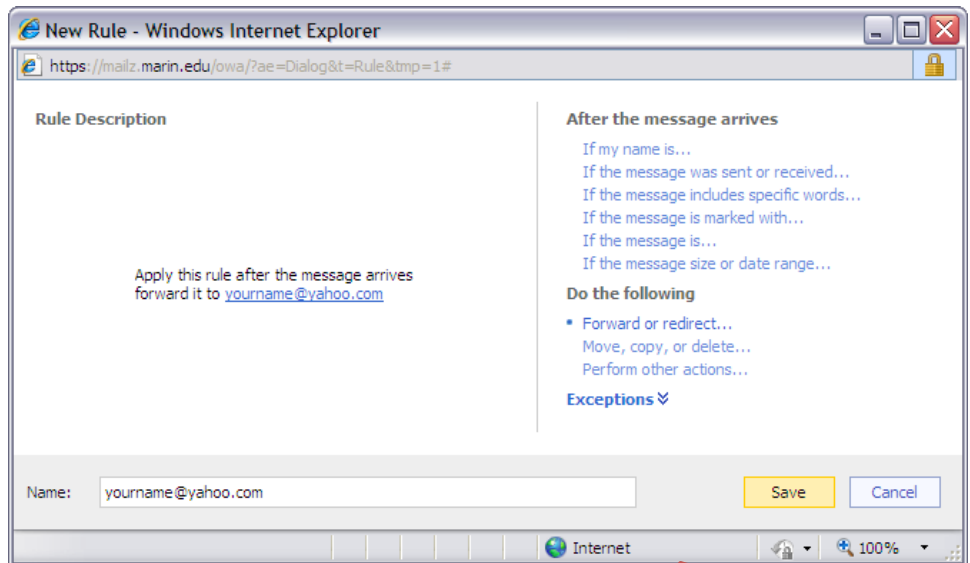 New Rule - Windows Internet Explorer
https://mailz.marin.edu/owa/?ae=Dialog&t=Rule&tmp=1#
Rule Description
Apply this rule after the message arrives
forward it to yourname@yahoo.com
After the message arrives
If my name is...
If the message was sent or received...
If the message includes specific words...
If the message is marked with...
If the message is...
If the message size or date range...
Do the following
Forward or redirect...
Move, copy, or delete...
Perform other actions...
Exceptions
Name: yourname@yahoo.com Save Cancel
Internet 100%